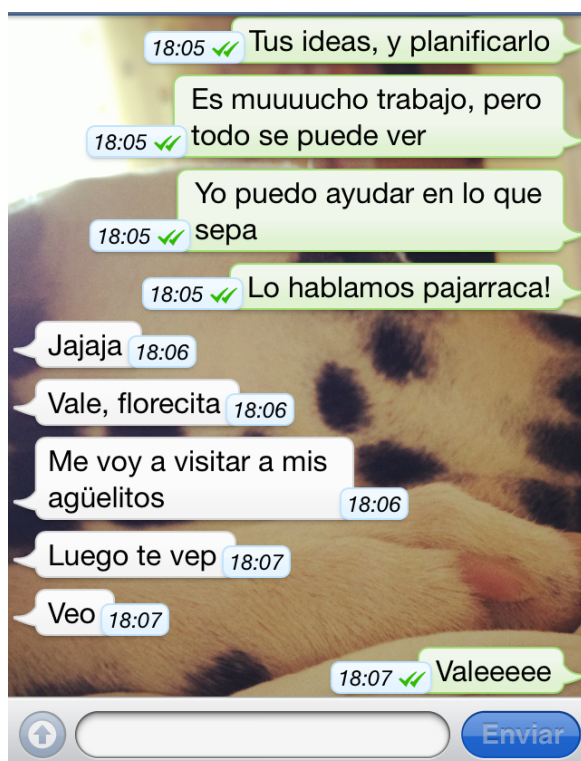 18:05 Tus ideas, y planificarlo
Es muuuucho trabajo, pero
18:05 todo se puede ver
Yo puedo ayudar en lo que
18:05 sepa
18:05 Lo hablamos pajarraca!
Jajaja 18:06
Vale, florecita 18:06
Me voy a visitar a mis
agüelitos 18:06
Luego te vep 18:07
Veo 18:07
18:07 Valeeeee
Enviar